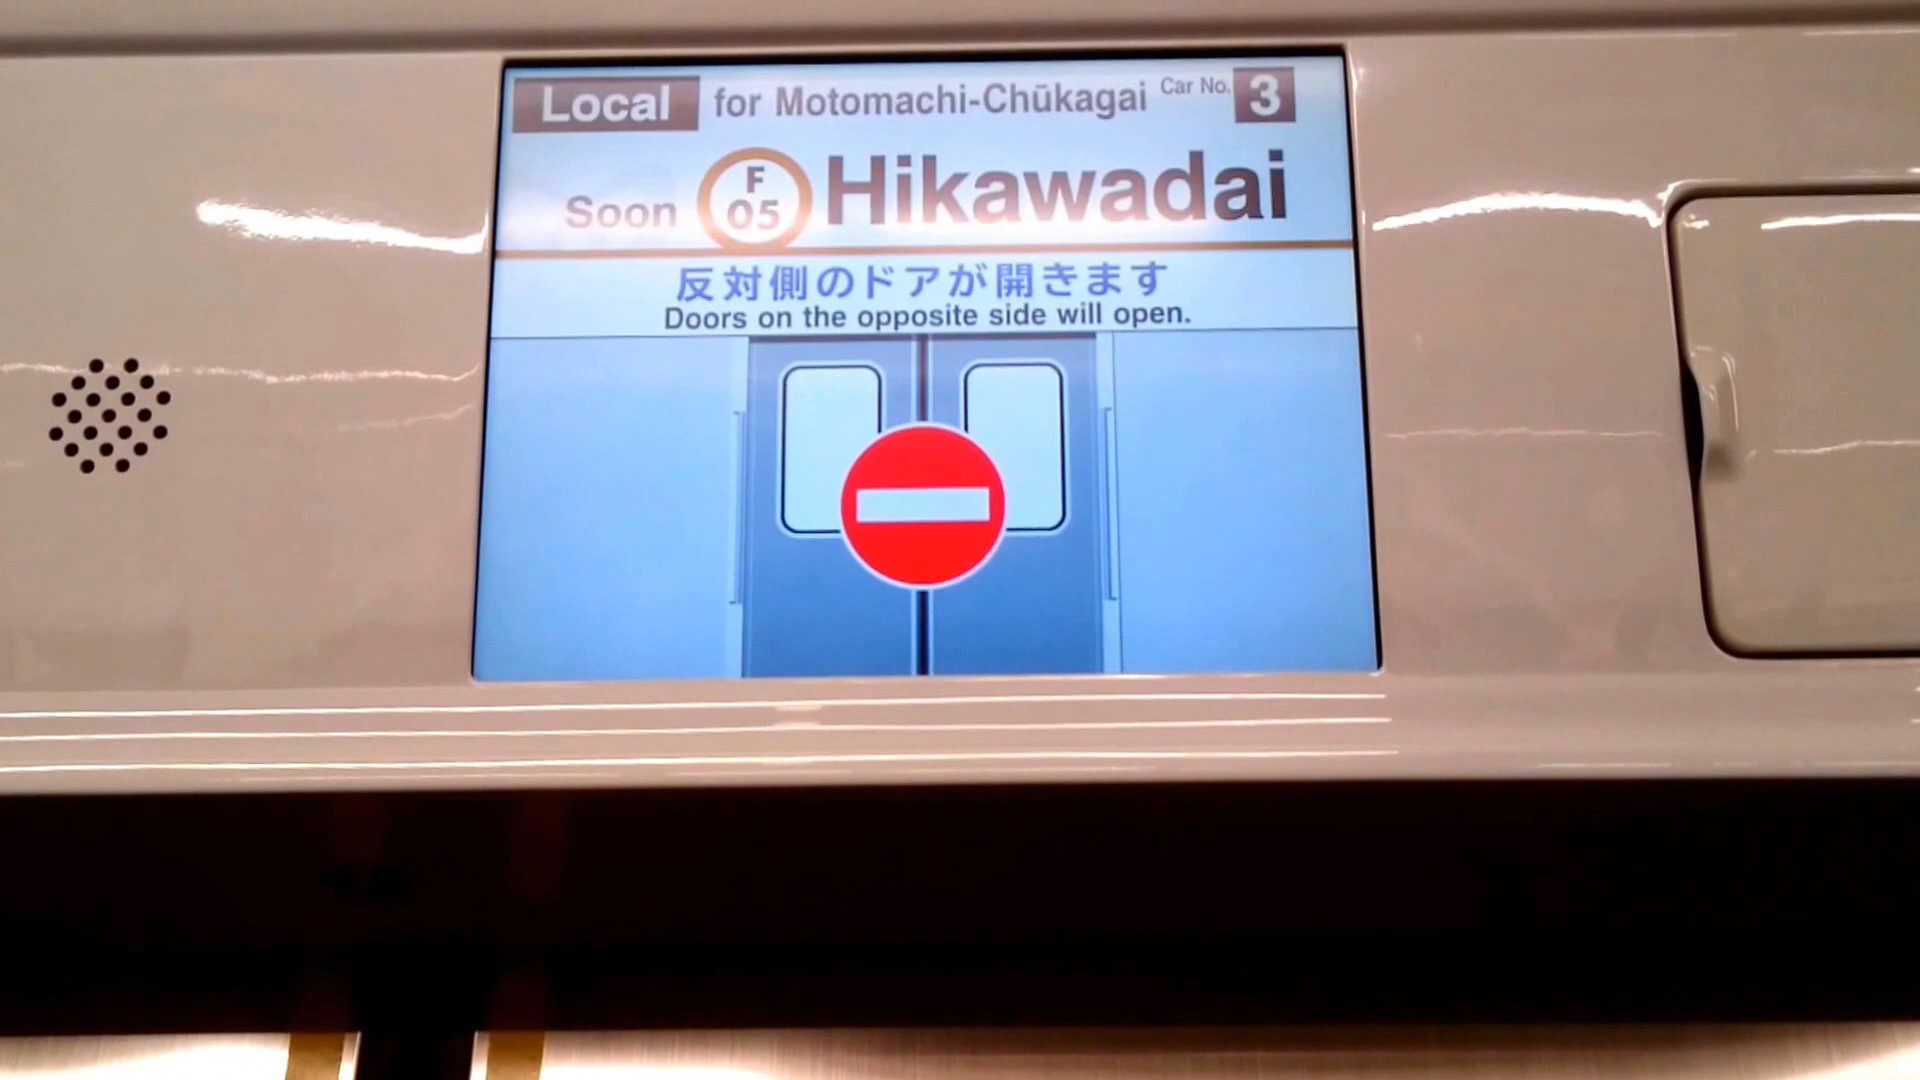 Local for Motomachi-Chūkagai Car No. 3
Soon F 05 Hikawadai
反対側のドアが開きます
Doors on the opposite side will open.